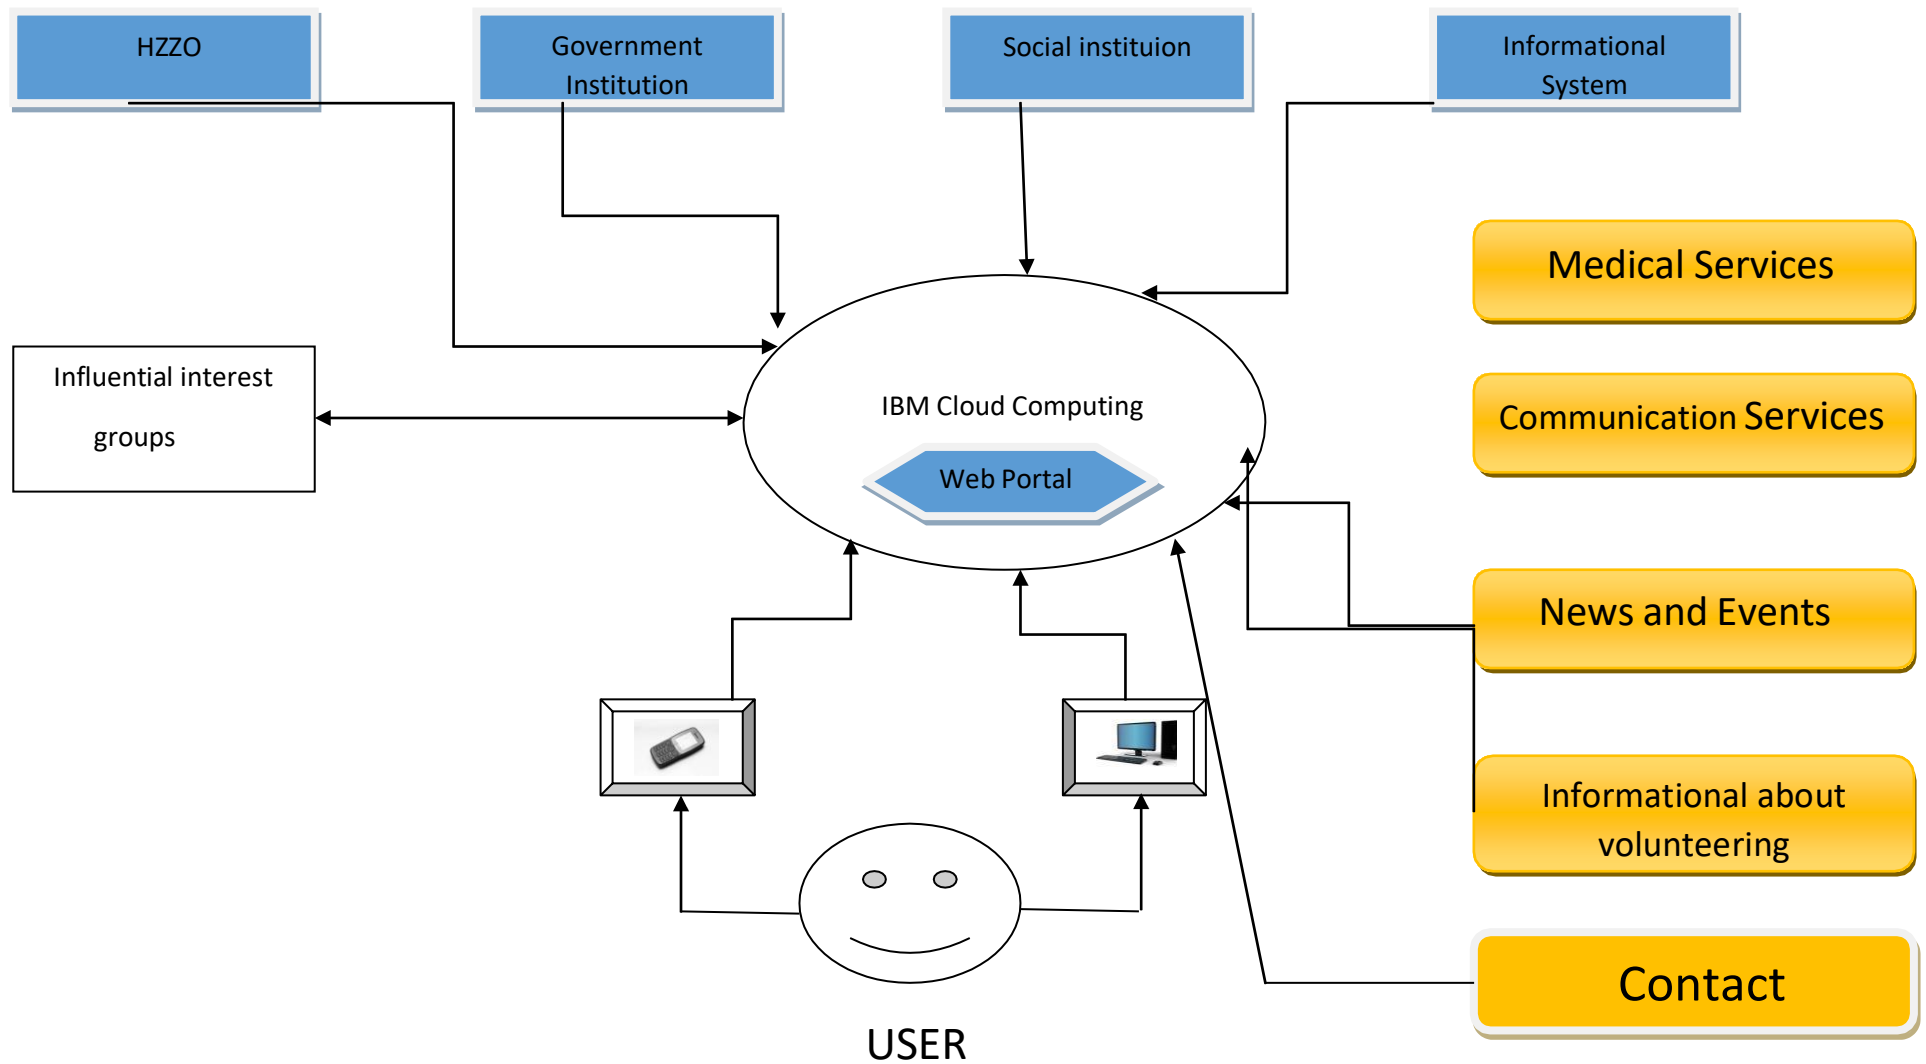 HZZO
Government
Institution
Social instituion
Informational
System
Medical Services
Influential interest
groups
IBM Cloud Computing
Communication Services
Web Portal
News and Events
Informational about
volunteering
Contact
USER